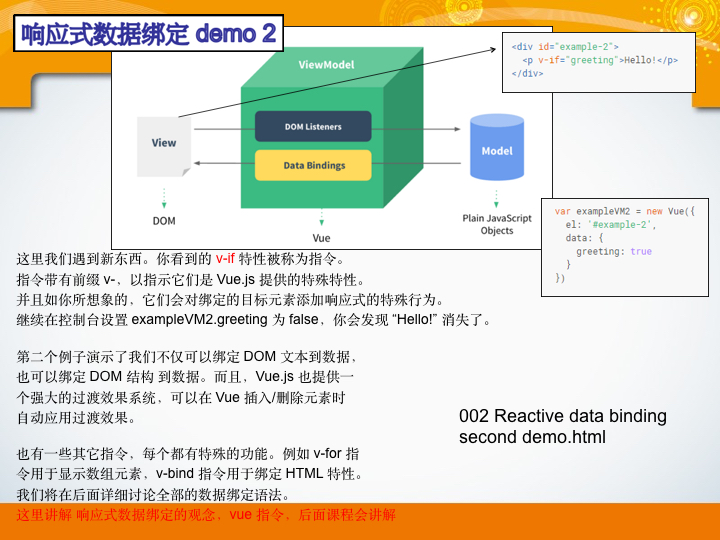 响应式数据绑定 demo 2
ViewModel
DOM Listeners
Data Bindings
View
Model
DOM
Vue
Plain JavaScript
Objects
<div id="example-2">
<p v-if="greeting">Hello!</p>
</div>
var exampleVM2 = new Vue({
el: '#example-2',
data: {
greeting: true
}
})
这里我们遇到新东西。你看到的 v-if 特性被称为指令。
指令带有前缀 v-，以指示它们是 Vue.js 提供的特殊特性。
并且如你所想象的，它们会对绑定的目标元素添加响应式的特殊行为。
继续在控制台设置 exampleVM2.greeting 为 false，你会发现 “Hello!” 消失了。
第二个例子演示了我们不仅可以绑定 DOM 文本到数据，
也可以绑定 DOM 结构 到数据。而且，Vue.js 也提供一
个强大的过渡效果系统，可以在 Vue 插入/删除元素时
自动应用过渡效果。
也有一些其它指令，每个都有特殊的功能。例如 v-for 指
令用于显示数组元素，v-bind 指令用于绑定 HTML 特性。
我们将在后面详细讨论全部的数据绑定语法。
这里讲解 响应式数据绑定的观念，vue 指令，后面课程会讲解
002 Reactive data binding
second demo.html